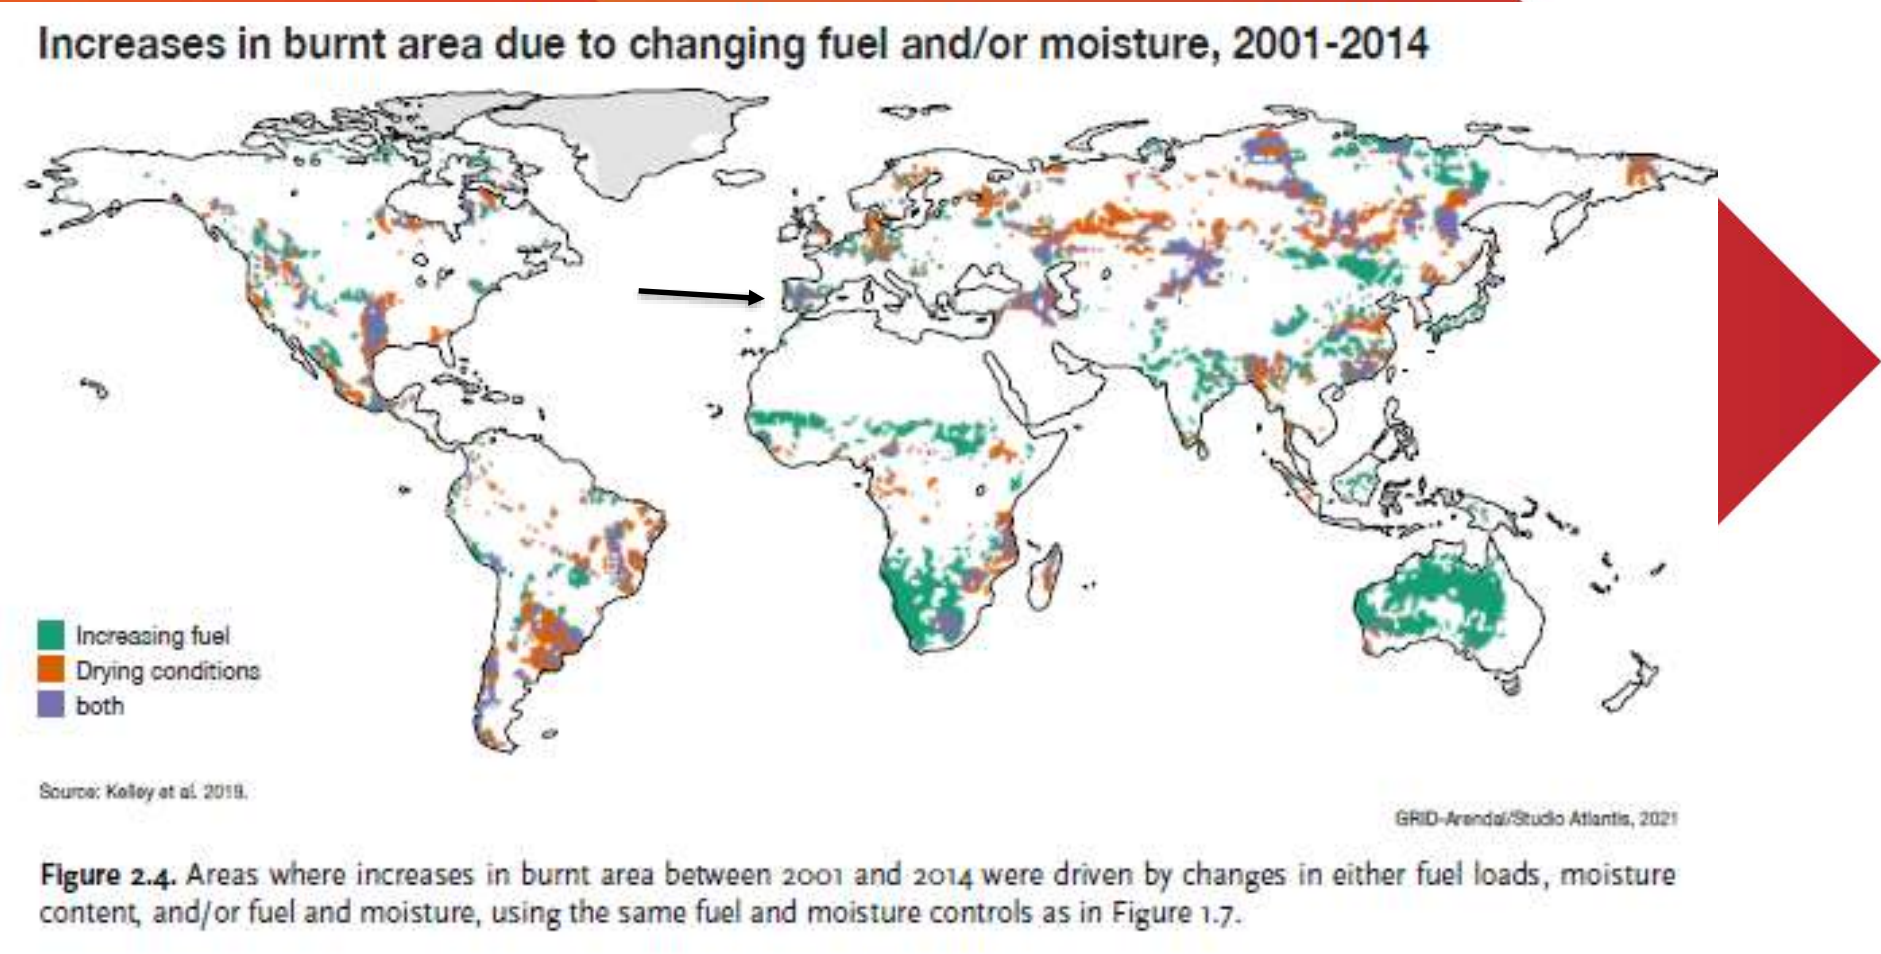 Increases in burnt area due to changing fuel and/or moisture, 2001-2014
Increasing fuel
Drying conditions
both
Source: Kelley et al. 2019.
GRID-Arendal/Studio Atlantis, 2021
Figure 2.4. Areas where increases in burnt area between 2001 and 2014 were driven by changes in either fuel loads, moisture
content, and/or fuel and moisture, using the same fuel and moisture controls as in Figure 1.7.